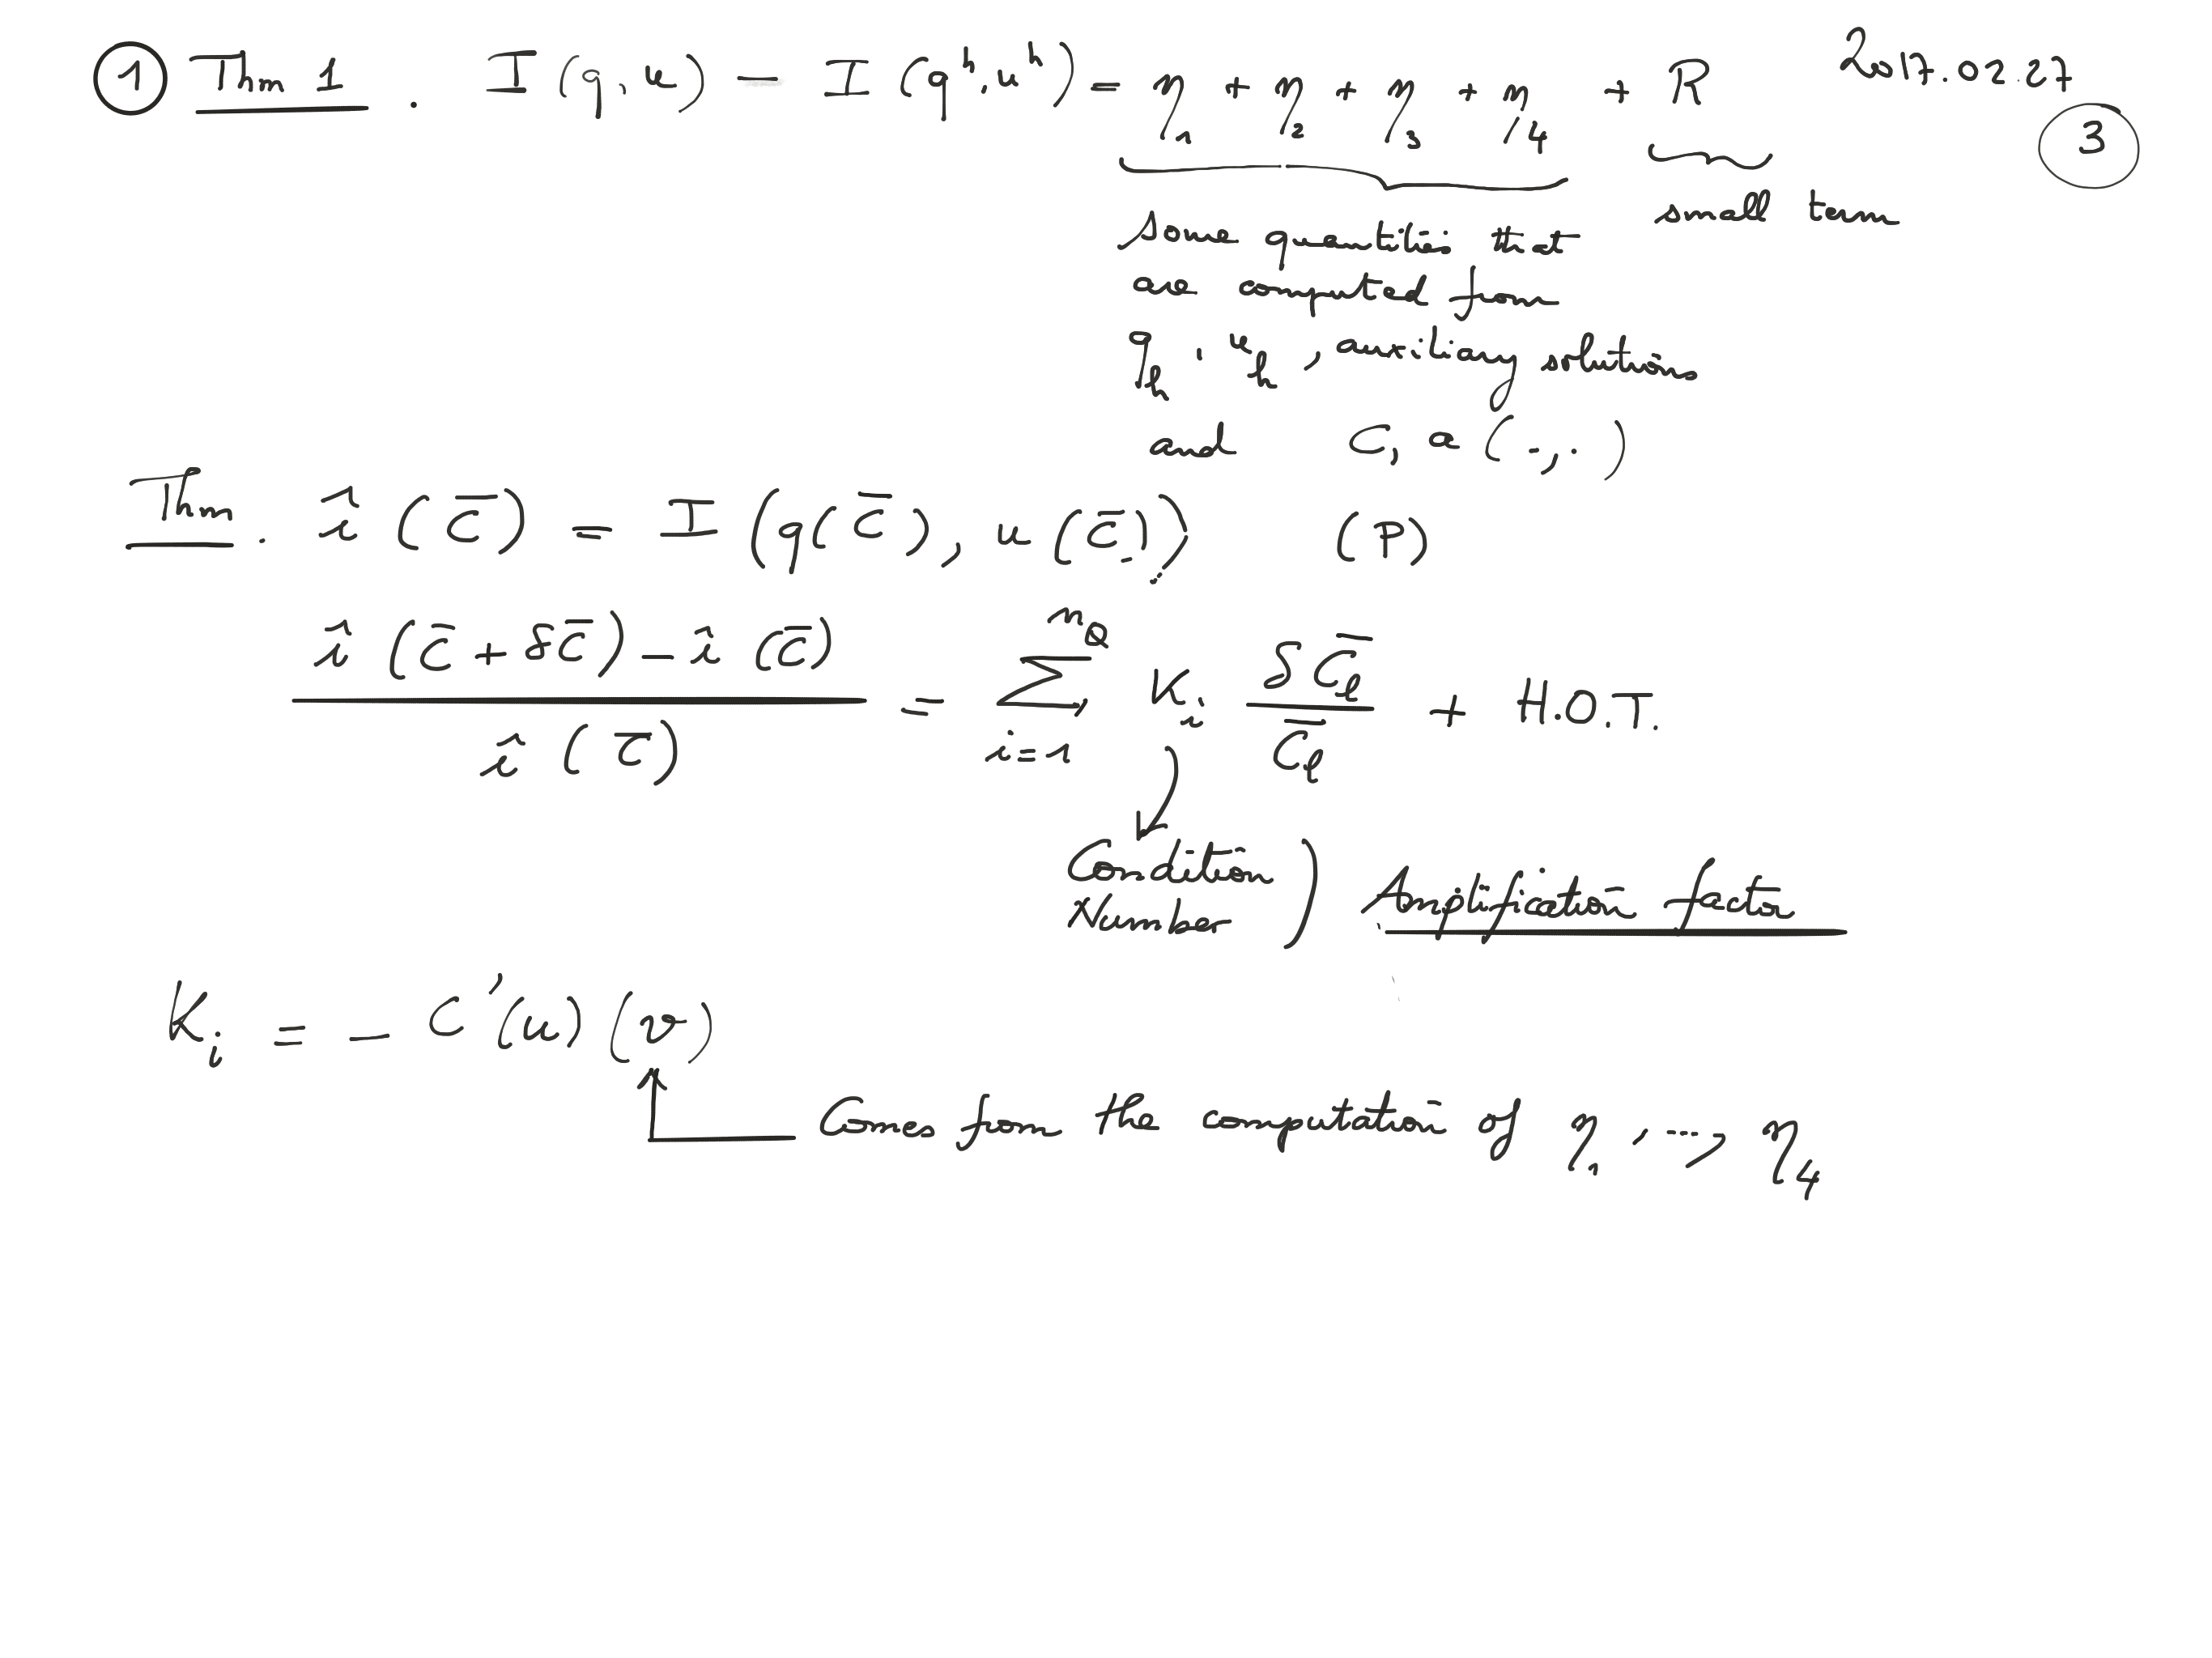 ① Thm 1. I(q, u) − I(qʰ, uʰ) = η₁ + η₂ + η₃ + η₄ + R 2017.02.27
③
small term
some quantities that
are computed from
q_h, u_h, auxiliary solutions
and C, a(·,·)
Thm. î(C̄) = I(q(C̄), u(C̄)) (P)
(î(C̄ + δC̄) − î(C̄)) / î(C̄) = ∑_{i=1}^{n_Q} K_i (δC̄_l / C̄_l) + H.O.T.
Condition
Number) Amplification factor
K_i = − C'(u)(v)
Comes from the computation of η₁, ..., η₄